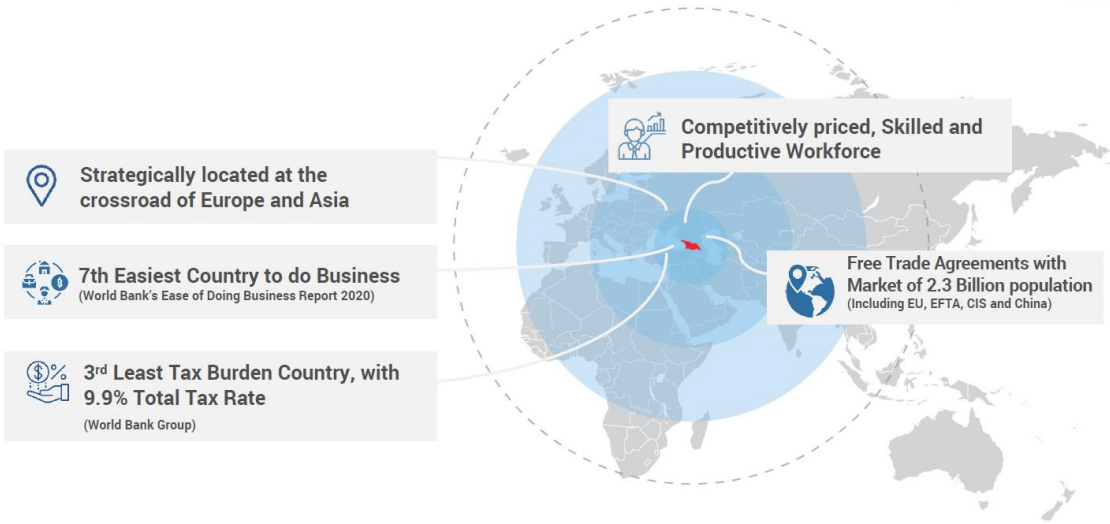 Competitively priced, Skilled and
Productive Workforce
Strategically located at the
crossroad of Europe and Asia
7th Easiest Country to do Business
(World Bank's Ease of Doing Business Report 2020)
Free Trade Agreements with
Market of 2.3 Billion population
(Including EU, EFTA, CIS and China)
3rd Least Tax Burden Country, with
9.9% Total Tax Rate
(World Bank Group)